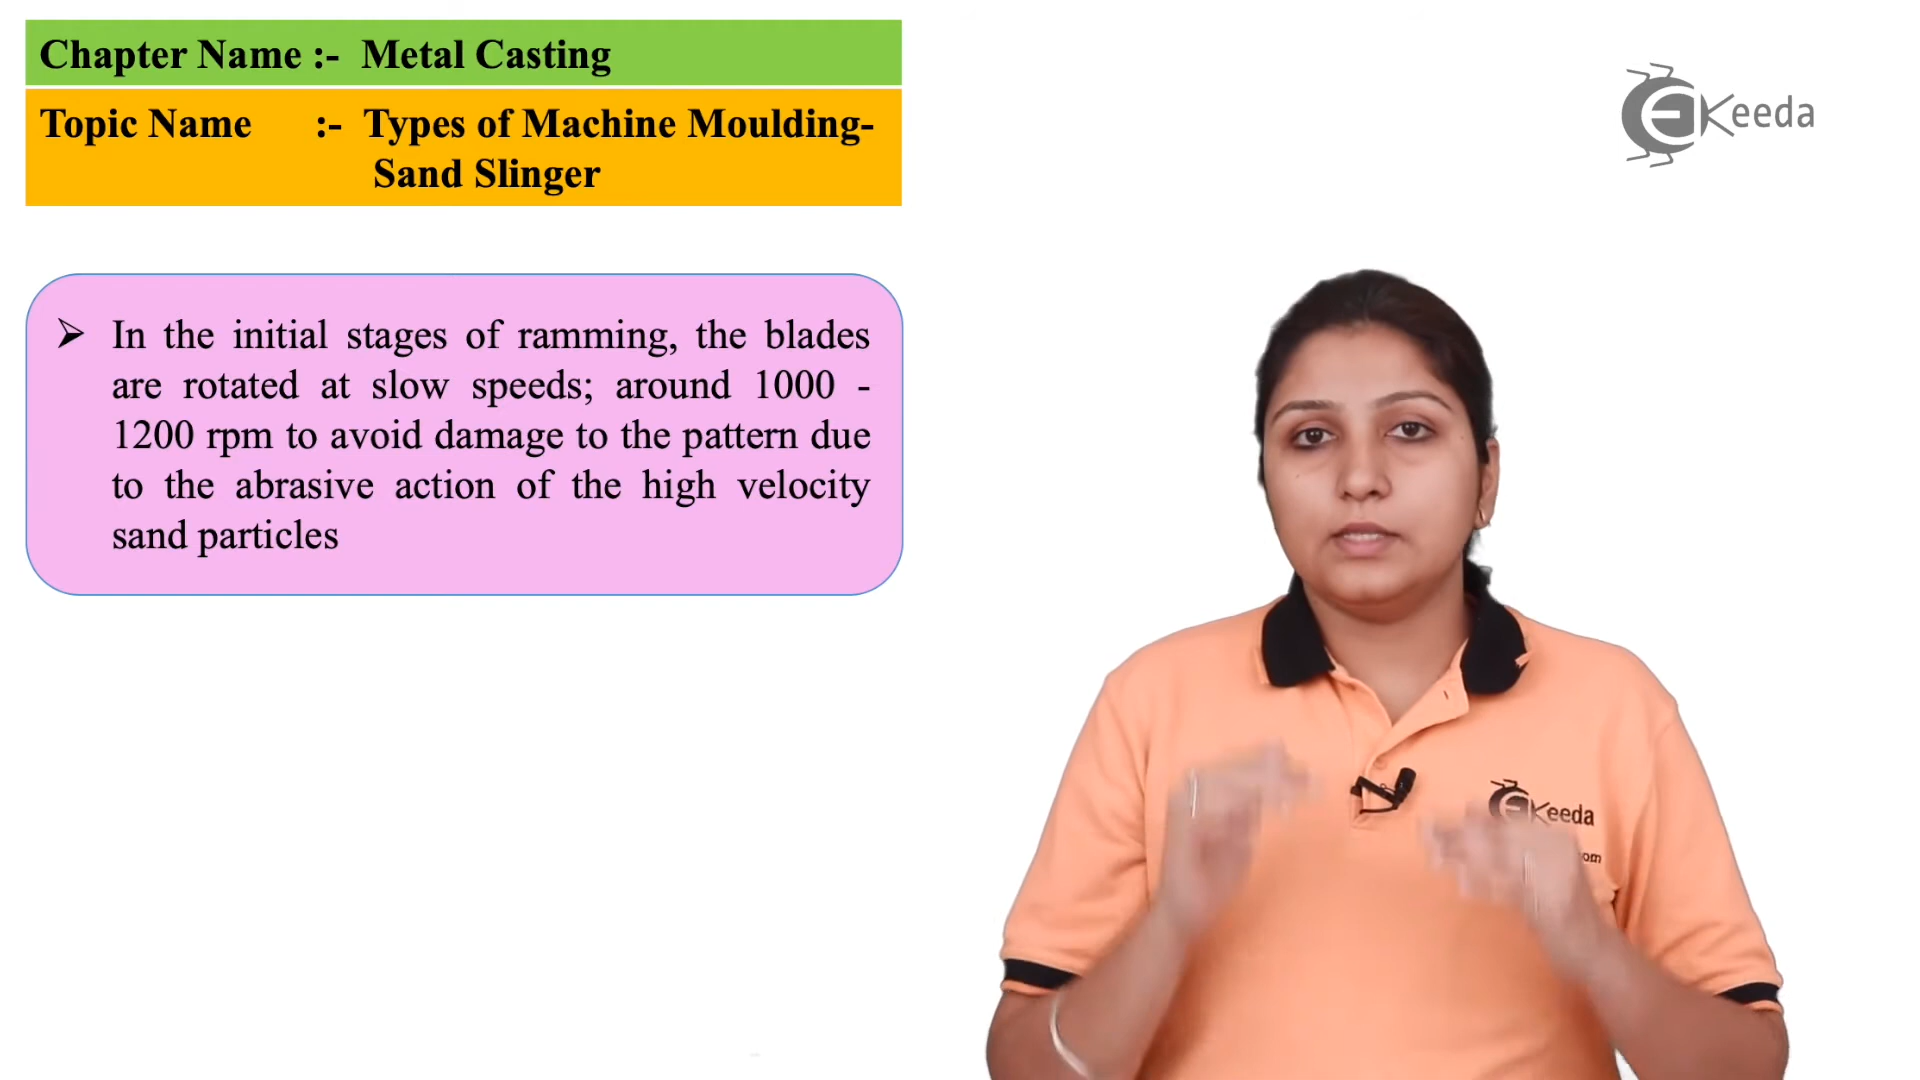 Chapter Name :- Metal Casting
Topic Name :- Types of Machine Moulding-
Sand Slinger
Keeda
➢ In the initial stages of ramming, the blades
are rotated at slow speeds; around 1000 -
1200 rpm to avoid damage to the pattern due
to the abrasive action of the high velocity
sand particles
Keeda